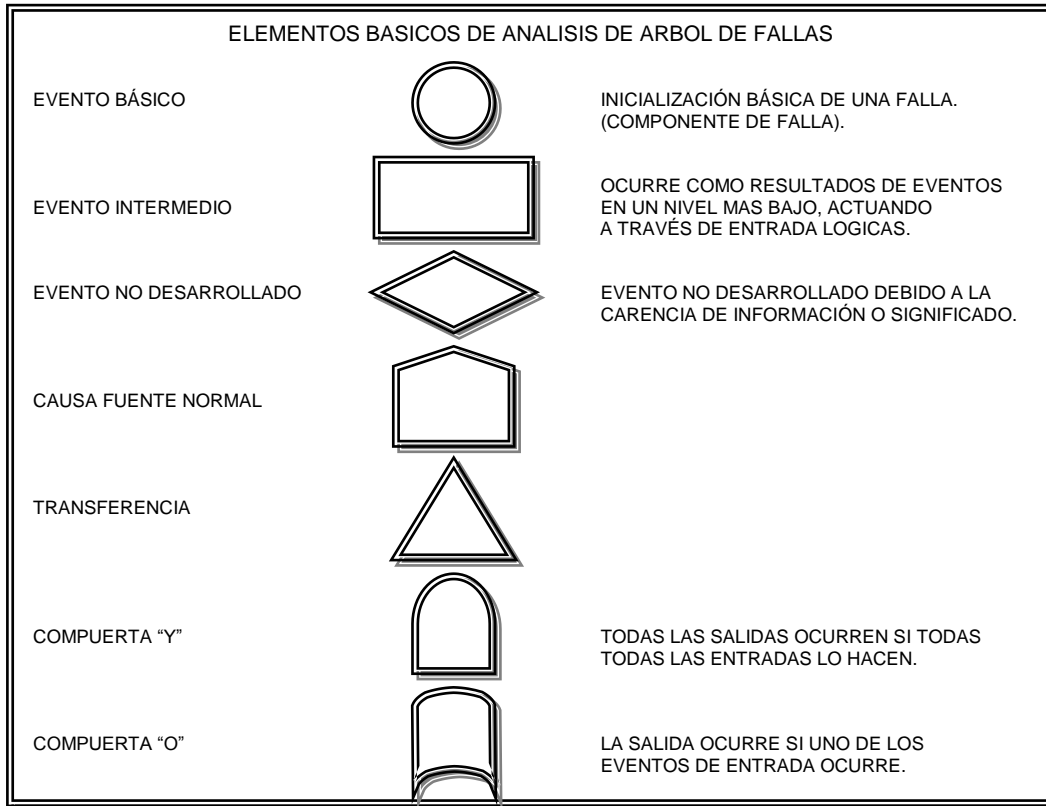 ELEMENTOS BASICOS DE ANALISIS DE ARBOL DE FALLAS
EVENTO BÁSICO
INICIALIZACIÓN BÁSICA DE UNA FALLA.
(COMPONENTE DE FALLA).
EVENTO INTERMEDIO
OCURRE COMO RESULTADOS DE EVENTOS
EN UN NIVEL MAS BAJO, ACTUANDO
A TRAVÉS DE ENTRADA LOGICAS.
EVENTO NO DESARROLLADO
EVENTO NO DESARROLLADO DEBIDO A LA
CARENCIA DE INFORMACIÓN O SIGNIFICADO.
CAUSA FUENTE NORMAL
TRANSFERENCIA
COMPUERTA “Y”
TODAS LAS SALIDAS OCURREN SI TODAS
TODAS LAS ENTRADAS LO HACEN.
COMPUERTA “O”
LA SALIDA OCURRE SI UNO DE LOS
EVENTOS DE ENTRADA OCURRE.